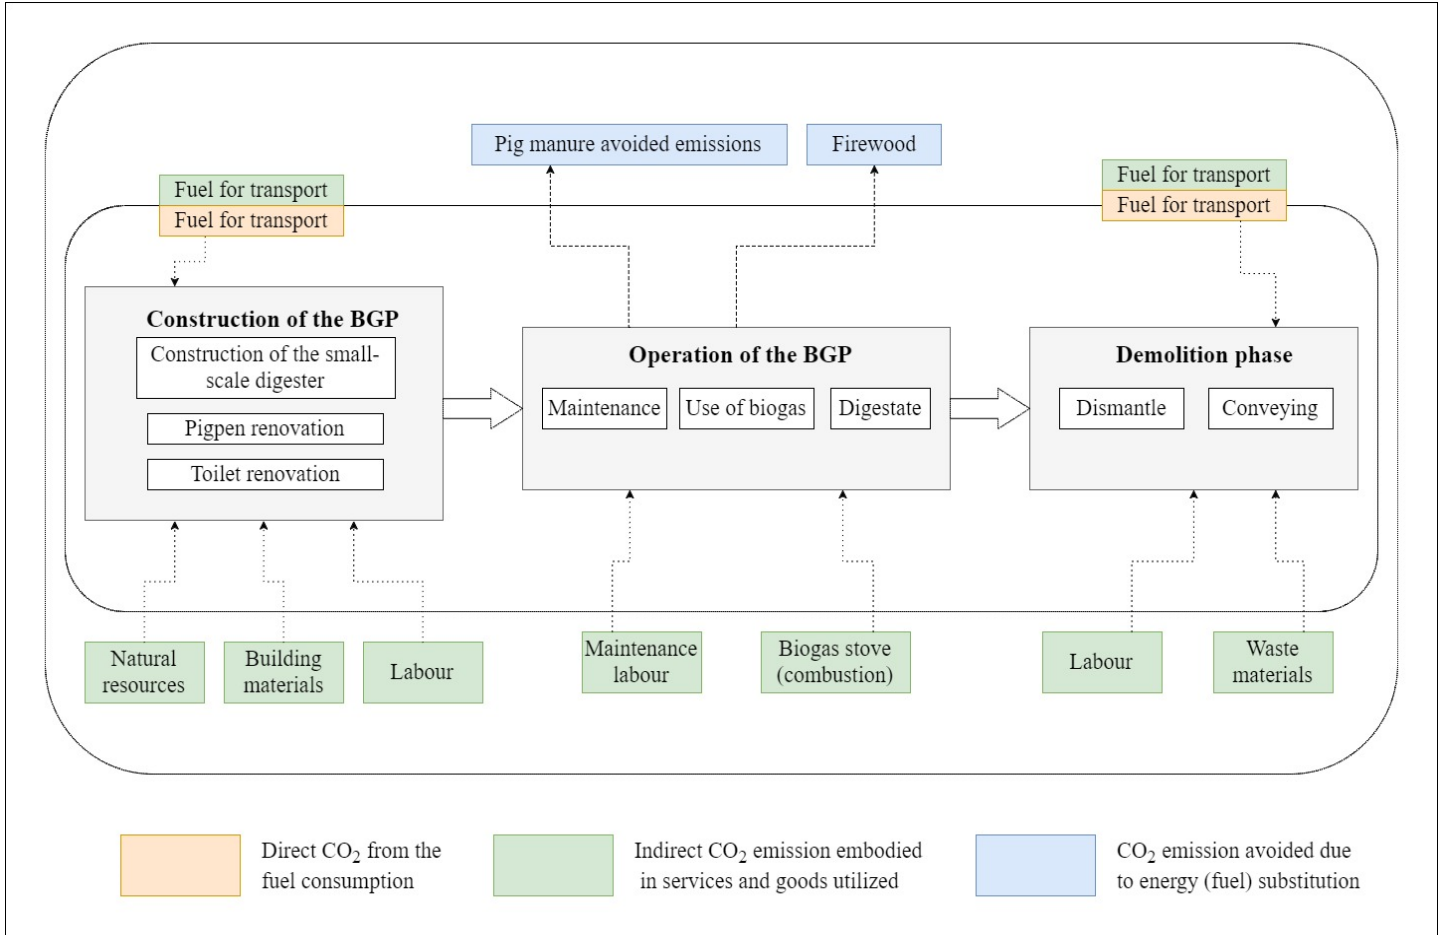 Pig manure avoided emissions
Firewood
Fuel for transport
Fuel for transport
Fuel for transport
Fuel for transport
Construction of the BGP
Construction of the small-
scale digester
Pigpen renovation
Toilet renovation
Operation of the BGP
Maintenance
Use of biogas
Digestate
Demolition phase
Dismantle
Conveying
Natural
resources
Building
materials
Labour
Maintenance
labour
Biogas stove
(combustion)
Labour
Waste
materials
Direct CO₂ from the
fuel consumption
Indirect CO₂ emission embodied
in services and goods utilized
CO₂ emission avoided due
to energy (fuel) substitution